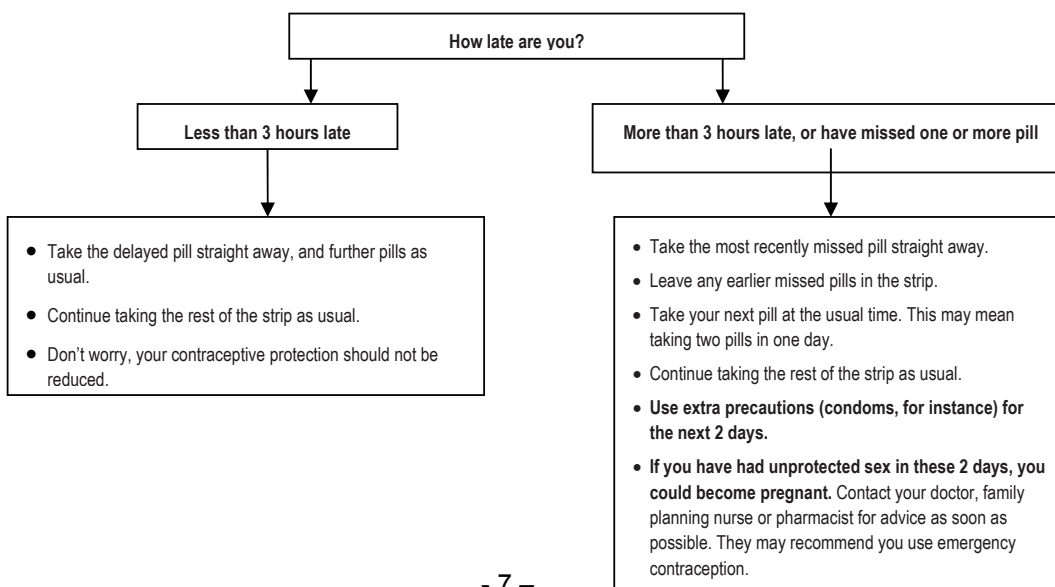 How late are you?
Less than 3 hours late
More than 3 hours late, or have missed one or more pill
● Take the delayed pill straight away, and further pills as
usual.
● Continue taking the rest of the strip as usual.
● Don't worry, your contraceptive protection should not be
reduced.
• Take the most recently missed pill straight away.
• Leave any earlier missed pills in the strip.
• Take your next pill at the usual time. This may mean
taking two pills in one day.
• Continue taking the rest of the strip as usual.
• Use extra precautions (condoms, for instance) for
the next 2 days.
• If you have had unprotected sex in these 2 days, you
could become pregnant. Contact your doctor, family
planning nurse or pharmacist for advice as soon as
possible. They may recommend you use emergency
contraception.
- 7 –